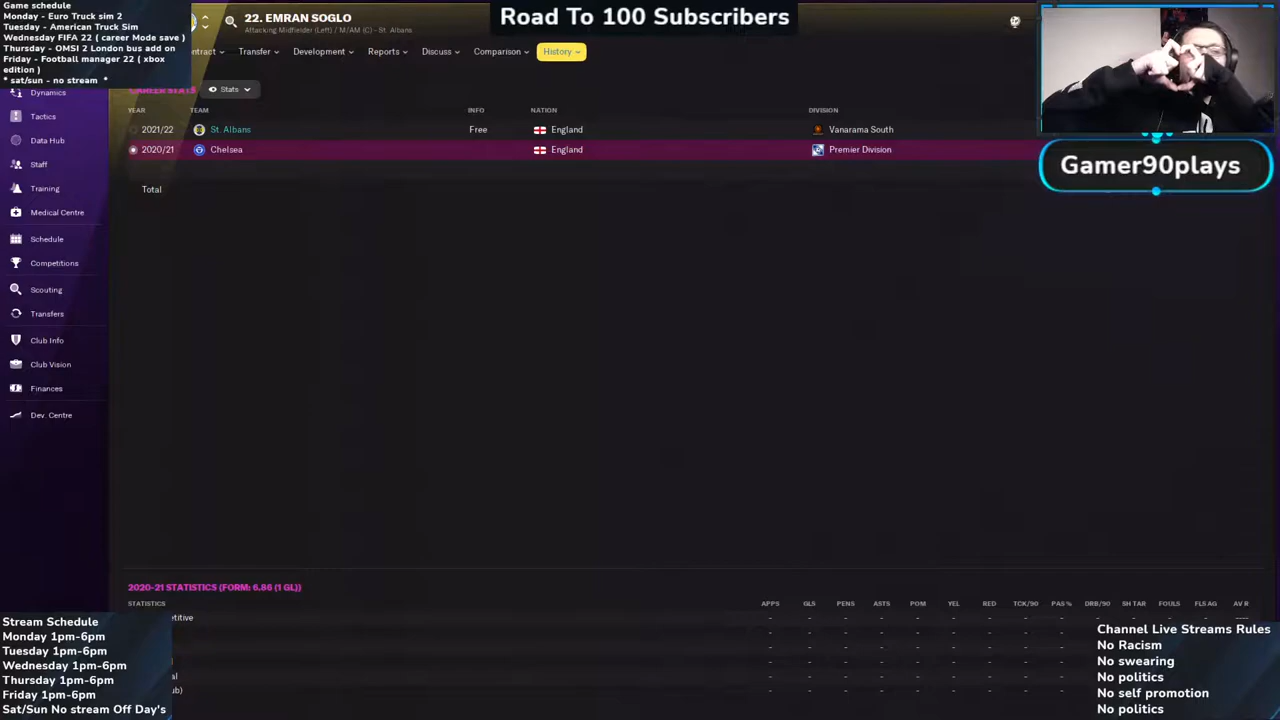 Game schedule
Monday - Euro Truck sim 2
Tuesday - American Truck Sim
Wednesday FIFA 22 ( career Mode save )
Thursday - OMSI 2 London bus add on
Friday - Football manager 22 ( xbox
edition )
* sat/sun - no stream *
Road To 100 Subscribers
22. EMRAN SOGLO
Attacking Midfielder (Left) / M/AM (C) - St. Albans
Transfer Development Reports Discuss Comparison History
CAREER STATS Stats
YEAR TEAM INFO NATION DIVISION
2021/22 St. Albans Free England Vanarama South
2020/21 Chelsea England Premier Division
Total
Gamer90plays
Dynamics
Tactics
Data Hub
Staff
Training
Medical Centre
Schedule
Competitions
Scouting
Transfers
Club Info
Club Vision
Finances
Dev. Centre
2020-21 STATISTICS (FORM: 6.86 (1 GL))
STATISTICS APPS GLS PENS ASTS POM YEL RED TCK/90 PAS % DRB/90 SH TAR FOULS FLS AG AV R
Stream Schedule
Monday 1pm-6pm
Tuesday 1pm-6pm
Wednesday 1pm-6pm
Thursday 1pm-6pm
Friday 1pm-6pm
Sat/Sun No stream Off Day's
Channel Live Streams Rules
No Racism
No swearing
No politics
No self promotion
No politics